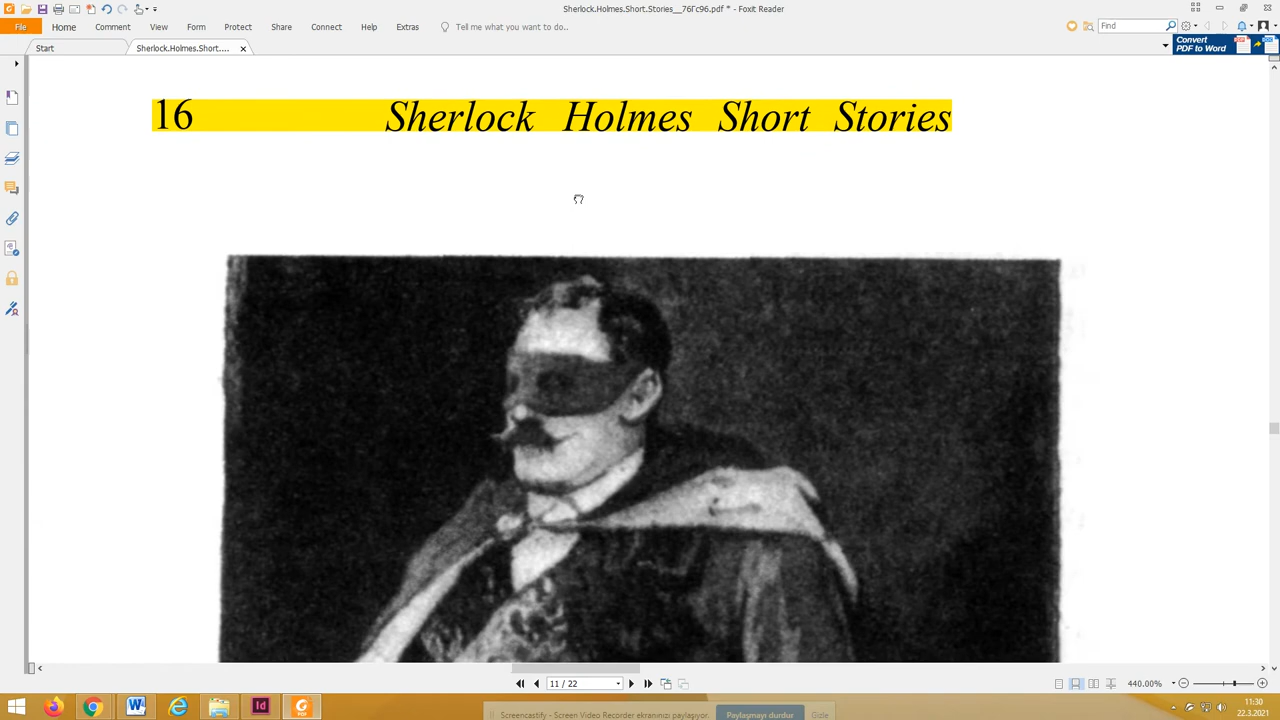 Sherlock.Holmes.Short.Stories__76Гc96.pdf * - Foxit Reader
File Home Comment View Form Protect Share Connect Help Extras Tell me what you want to do..
Find
Start Sherlock.Holmes.Short....
Convert
PDF to Word
16 Sherlock Holmes Short Stories
11 / 22
440.00%
Screencastify - Screen Video Recorder ekranınızı paylaşıyor. Paylaşmayı durdur Gizle
11:30
22.3.2021